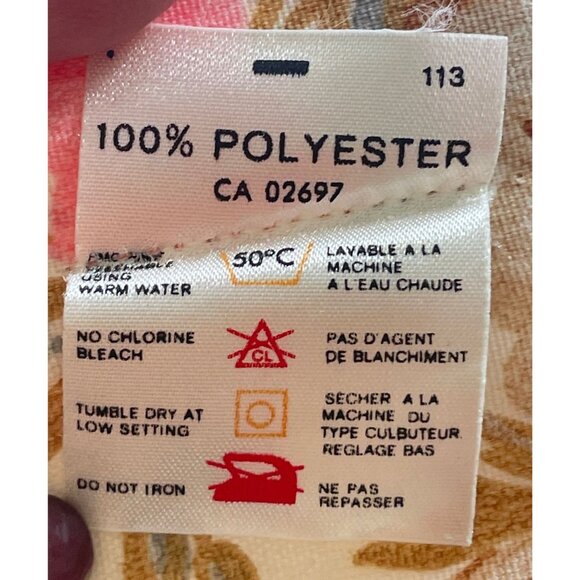 113
100% POLYESTER
CA 02697
USING
WARM WATER
50°C
LAVABLE A LA
MACHINE
A L'EAU CHAUDE
NO CHLORINE
BLEACH
CL
PAS D'AGENT
DE BLANCHIMENT
TUMBLE DRY AT
LOW SETTING
SÉCHER A LA
MACHINE DU
TYPE CULBUTEUR.
REGLAGE BAS
DO NOT IRON
NE PAS
REPASSER